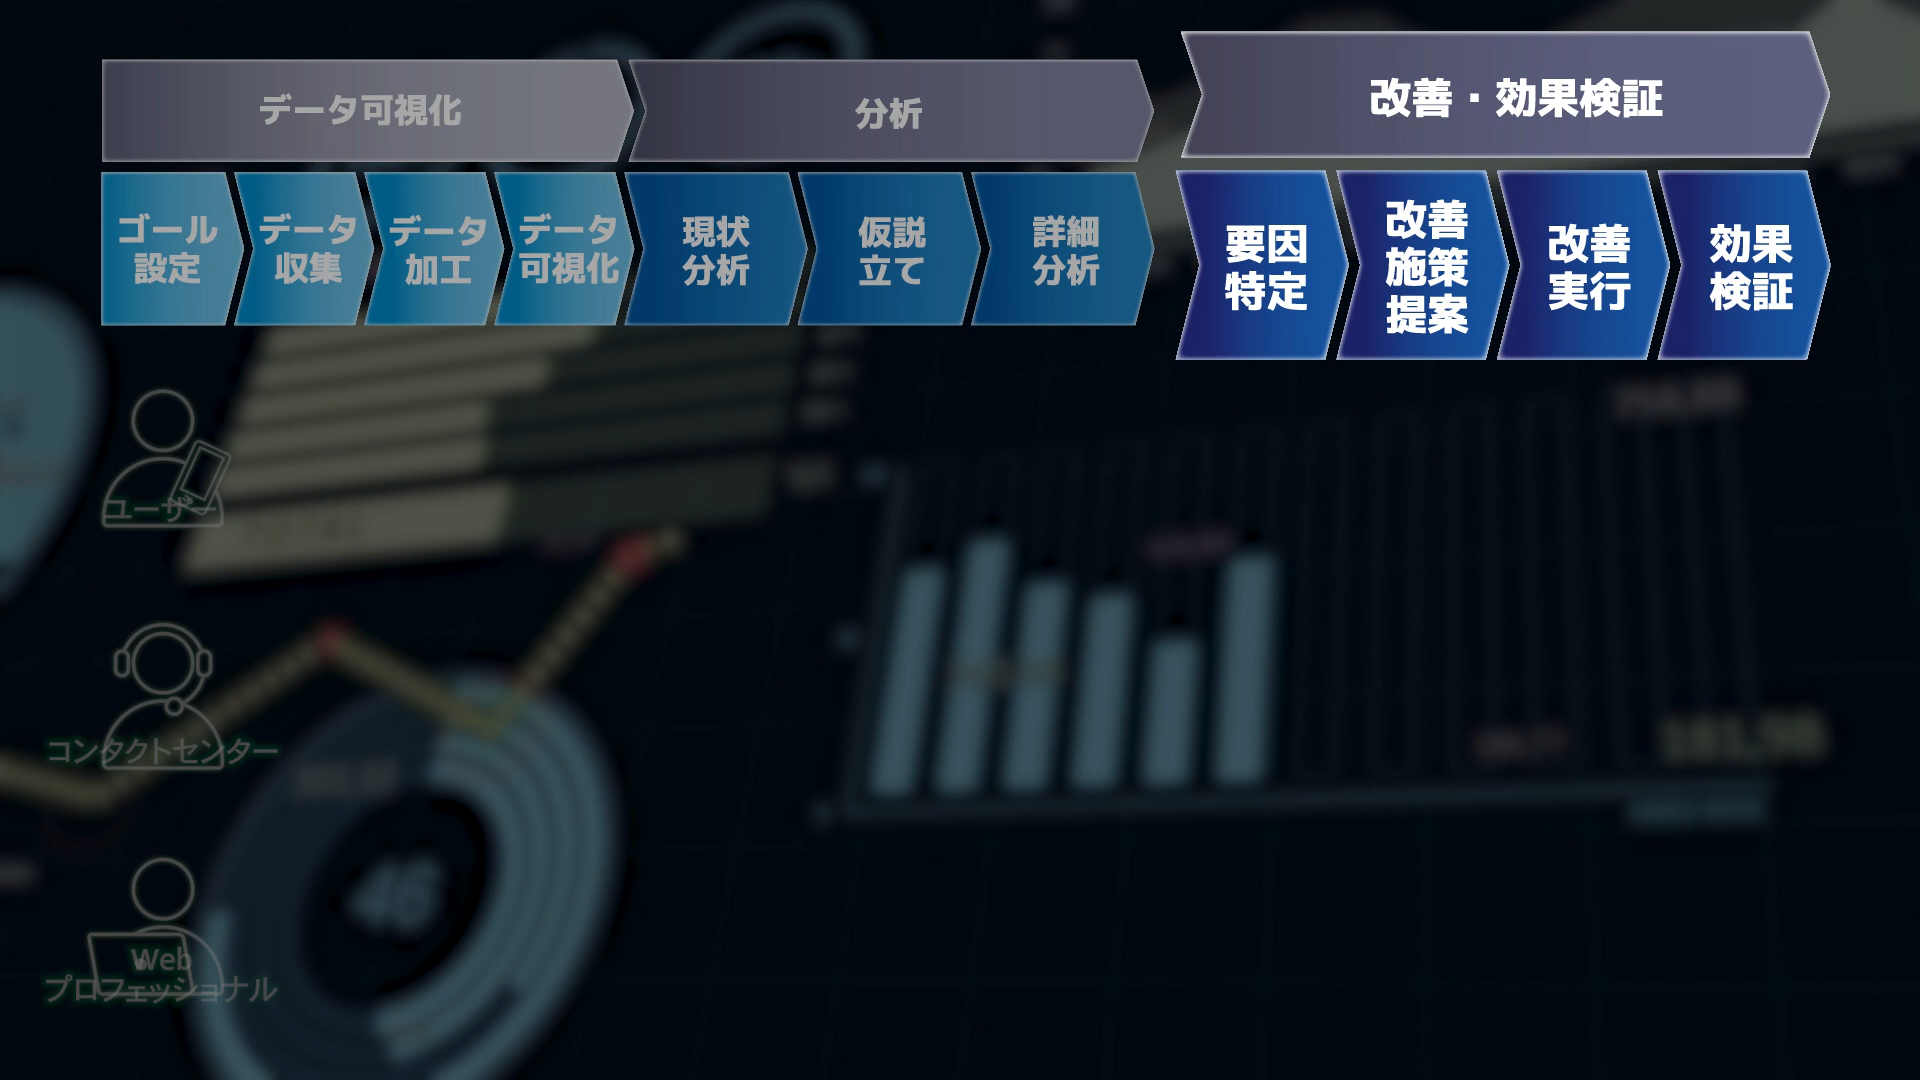 データ可視化
分析
改善・効果検証
ゴール
設定
データ
収集
データ
加工
データ
可視化
現状
分析
仮説
立て
詳細
分析
要因
特定
改善
施策
提案
改善
実行
効果
検証
ユーザー
コンタクトセンター
46
Web
プロフェッショナル